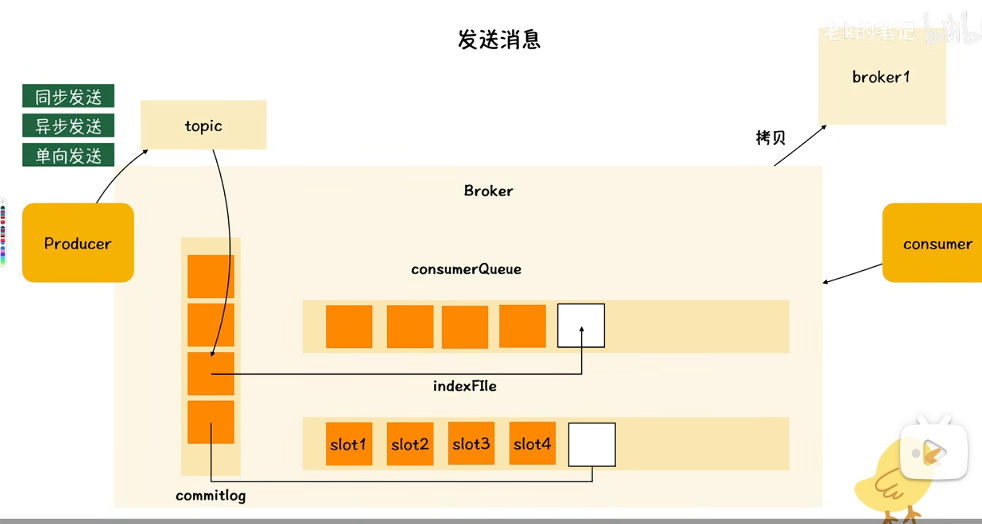 发送消息
老k的笔记
broker1
同步发送
异步发送
单向发送
topic
拷贝
Broker
Producer
consumer
consumerQueue
indexFIle
slot1
slot2
slot3
slot4
commitlog